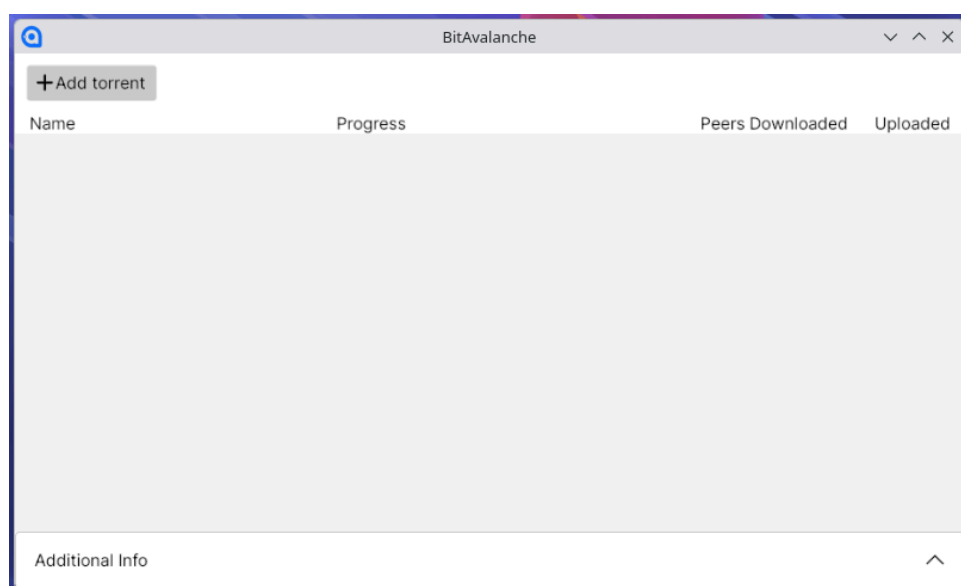 BitAvalanche
Add torrent
Name Progress Peers Downloaded Uploaded
Additional Info